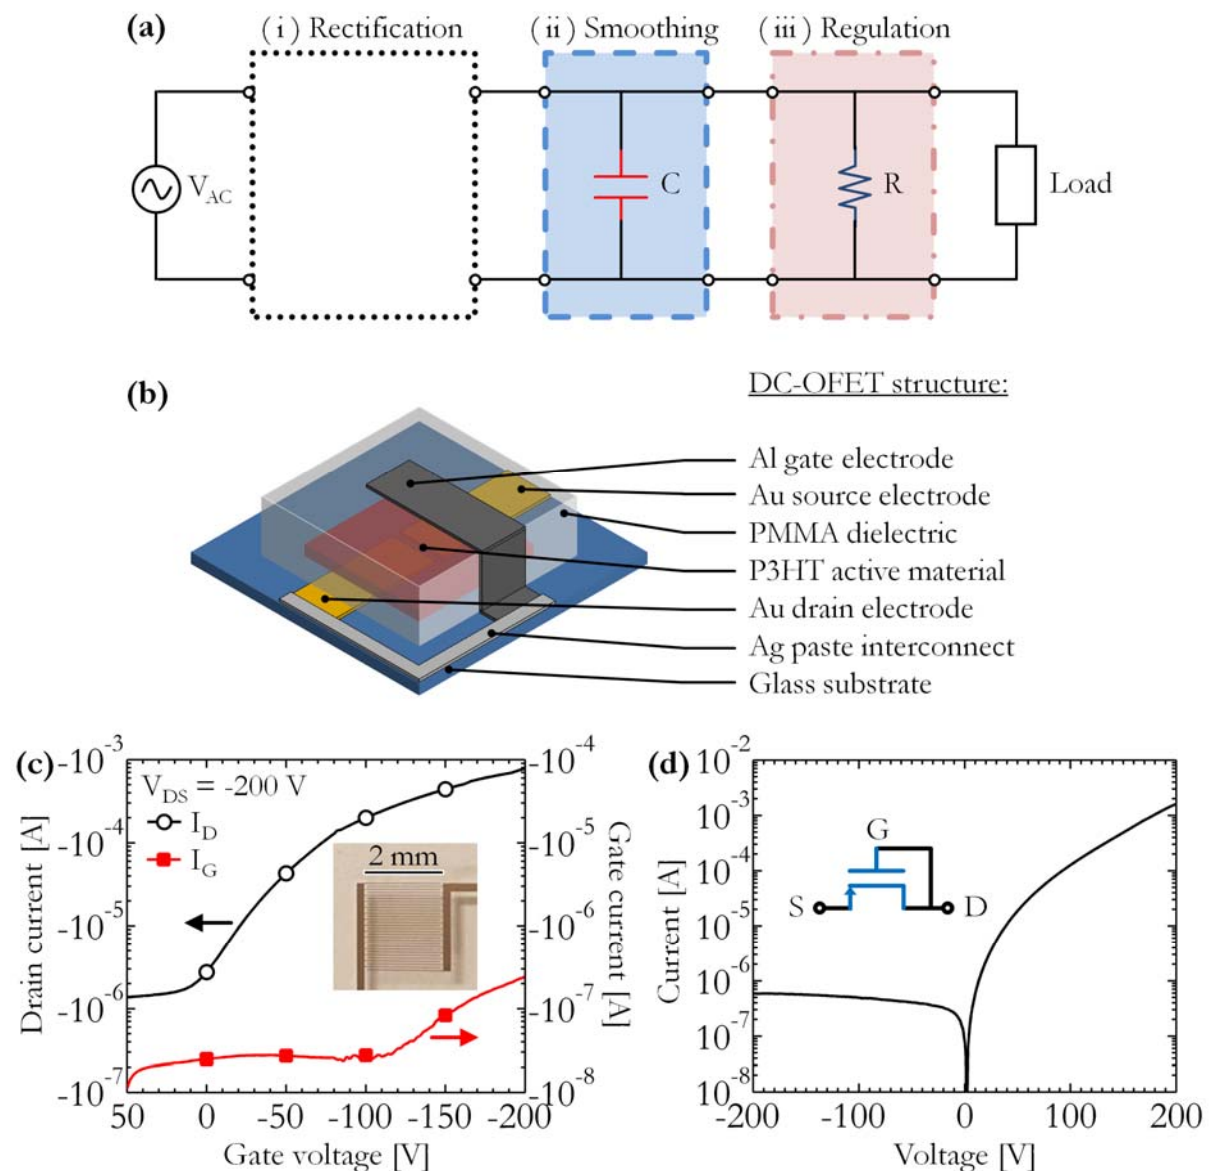 (a)
(i) Rectification
(ii) Smoothing
(iii) Regulation
V_AC
C
R
Load
(b)
DC-OFET structure:
Al gate electrode
Au source electrode
PMMA dielectric
P3HT active material
Au drain electrode
Ag paste interconnect
Glass substrate
(c)
V_DS = -200 V
I_D
I_G
2 mm
Drain current [A]
-10^-3
-10^-4
-10^-5
-10^-6
-10^-7
Gate current [A]
-10^-4
-10^-5
-10^-6
-10^-7
-10^-8
50 0 -50 -100 -150 -200
Gate voltage [V]
(d)
G
S
D
Current [A]
10^-2
10^-3
10^-4
10^-5
10^-6
10^-7
10^-8
-200 -100 0 100 200
Voltage [V]